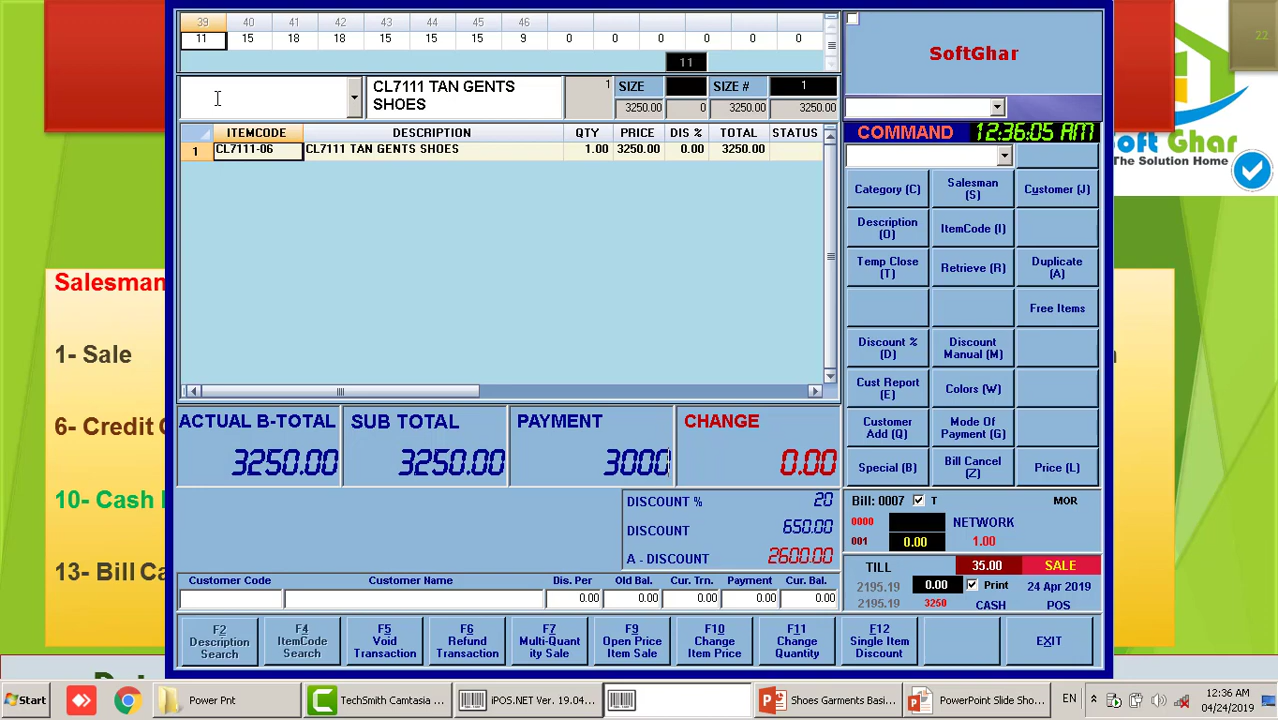 39 40 41 42 43 44 45 46
11 15 18 18 15 15 15 9 0 0 0 0 0 0
11
CL7111 TAN GENTS
SHOES
1 SIZE SIZE # 1
3250.00 0 3250.00 3250.00
ITEMCODE DESCRIPTION QTY PRICE DIS % TOTAL STATUS
1 CL7111-06 CL7111 TAN GENTS SHOES 1.00 3250.00 0.00 3250.00
ACTUAL B-TOTAL SUB TOTAL PAYMENT CHANGE
3250.00 3250.00 3000 0.00
DISCOUNT % 20
DISCOUNT 650.00
A - DISCOUNT 2600.00
Customer Code Customer Name Dis. Per Old Bal. Cur. Trn. Payment Cur. Bal.
0.00 0.00 0.00 0.00 0.00
F2 Description Search
F4 ItemCode Search
F5 Void Transaction
F6 Refund Transaction
F7 Multi-Quant ity Sale
F9 Open Price Item Sale
F10 Change Item Price
F11 Change Quantity
F12 Single Item Discount
EXIT
SoftGhar
COMMAND 12:36:05 AM
Category (C) Salesman (S) Customer (J)
Description (O) ItemCode (I)
Temp Close (T) Retrieve (R) Duplicate (A)
Free Items
Discount % (D) Discount Manual (M)
Cust Report (E) Colors (W)
Customer Add (Q) Mode Of Payment (G)
Special (B) Bill Cancel (Z) Price (L)
Bill: 0007 T MOR
0000 NETWORK
001 0.00 1.00
TILL 35.00 SALE
2195.19 0.00 Print 24 Apr 2019
2195.19 3250 CASH POS
22
oft Ghar
The Solution Home
Salesman
1- Sale
6- Credit C
10- Cash
13- Bill Ca
Start
Power Pnt
TechSmith Camtasia ...
iPOS.NET Ver. 19.04...
Shoes Garments Basi...
PowerPoint Slide Sho...
EN
12:36 AM
04/24/2019